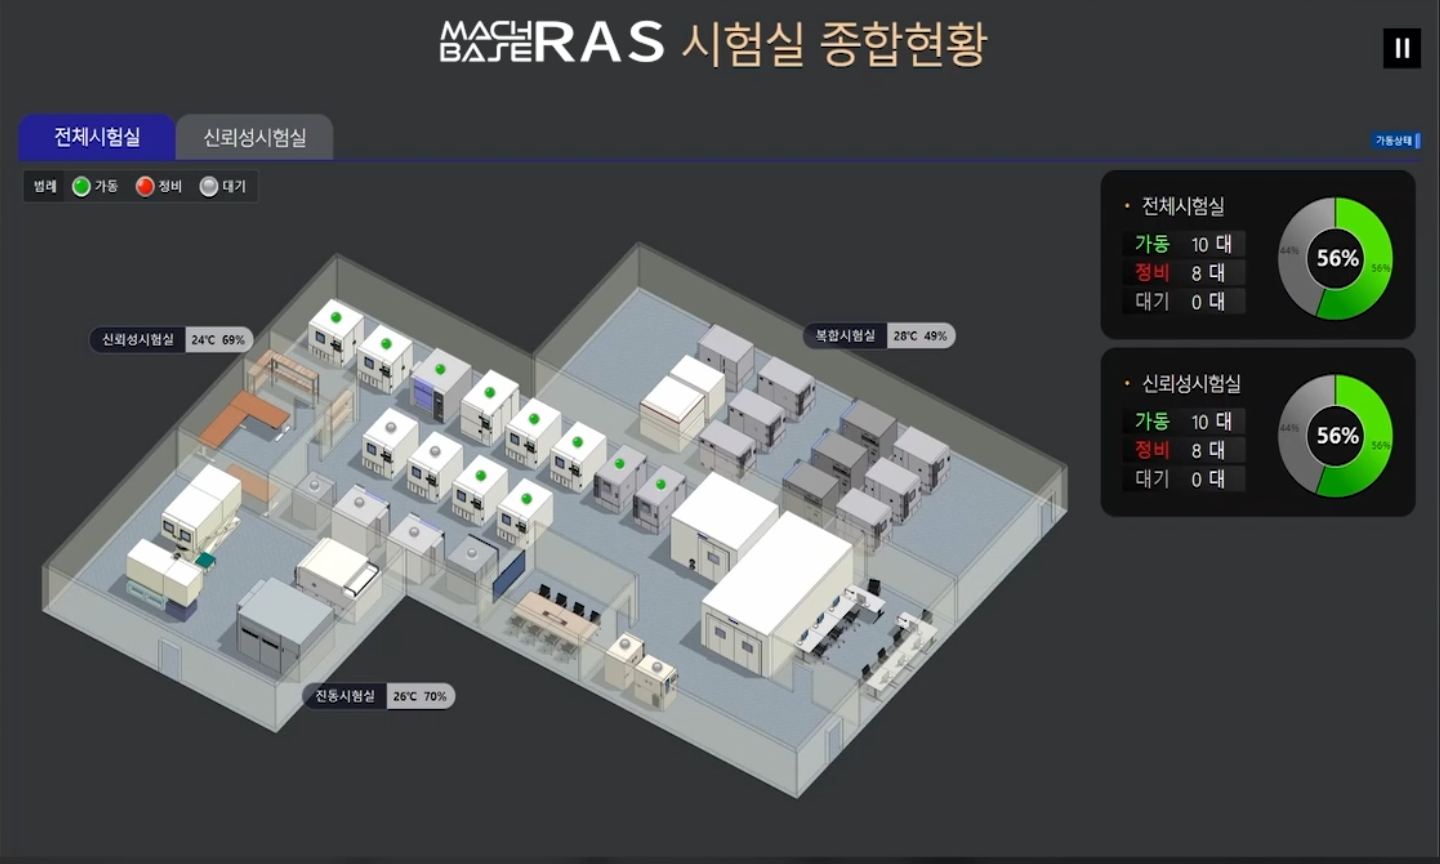 MACHBASE RAS 시험실 종합현황
전체시험실 신뢰성시험실
가동상태
범례 가동 정비 대기
전체시험실
가동 10 대
정비 8 대
대기 0 대
44% 56% 56%
신뢰성시험실 24℃ 69%
복합시험실 28℃ 49%
신뢰성시험실
가동 10 대
정비 8 대
대기 0 대
44% 56% 56%
진동시험실 26℃ 70%